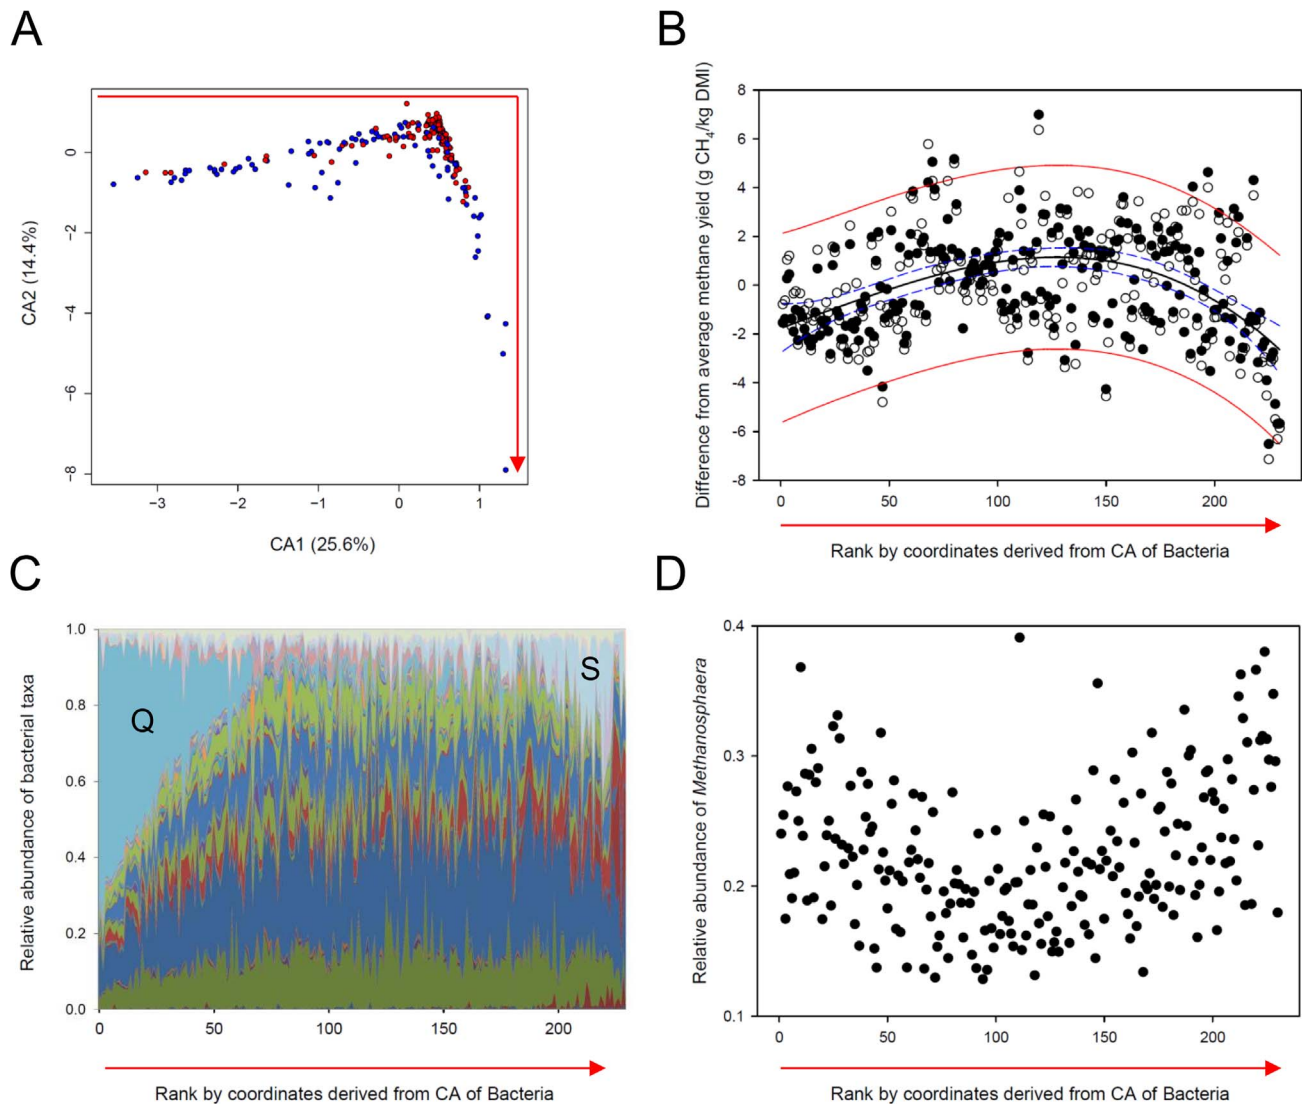 A
0
−2
−4
−6
−8
CA2 (14.4%)
−3 −2 −1 0 1
CA1 (25.6%)
B
8
6
4
2
0
-2
-4
-6
-8
Difference from average methane yield (g CH₄/kg DMI)
0 50 100 150 200
Rank by coordinates derived from CA of Bacteria
C
1.0
0.8
0.6
0.4
0.2
0.0
Relative abundance of bacterial taxa
Q
S
0 50 100 150 200
Rank by coordinates derived from CA of Bacteria
D
0.4
0.3
0.2
0.1
Relative abundance of Methanosphaera
0 50 100 150 200
Rank by coordinates derived from CA of Bacteria